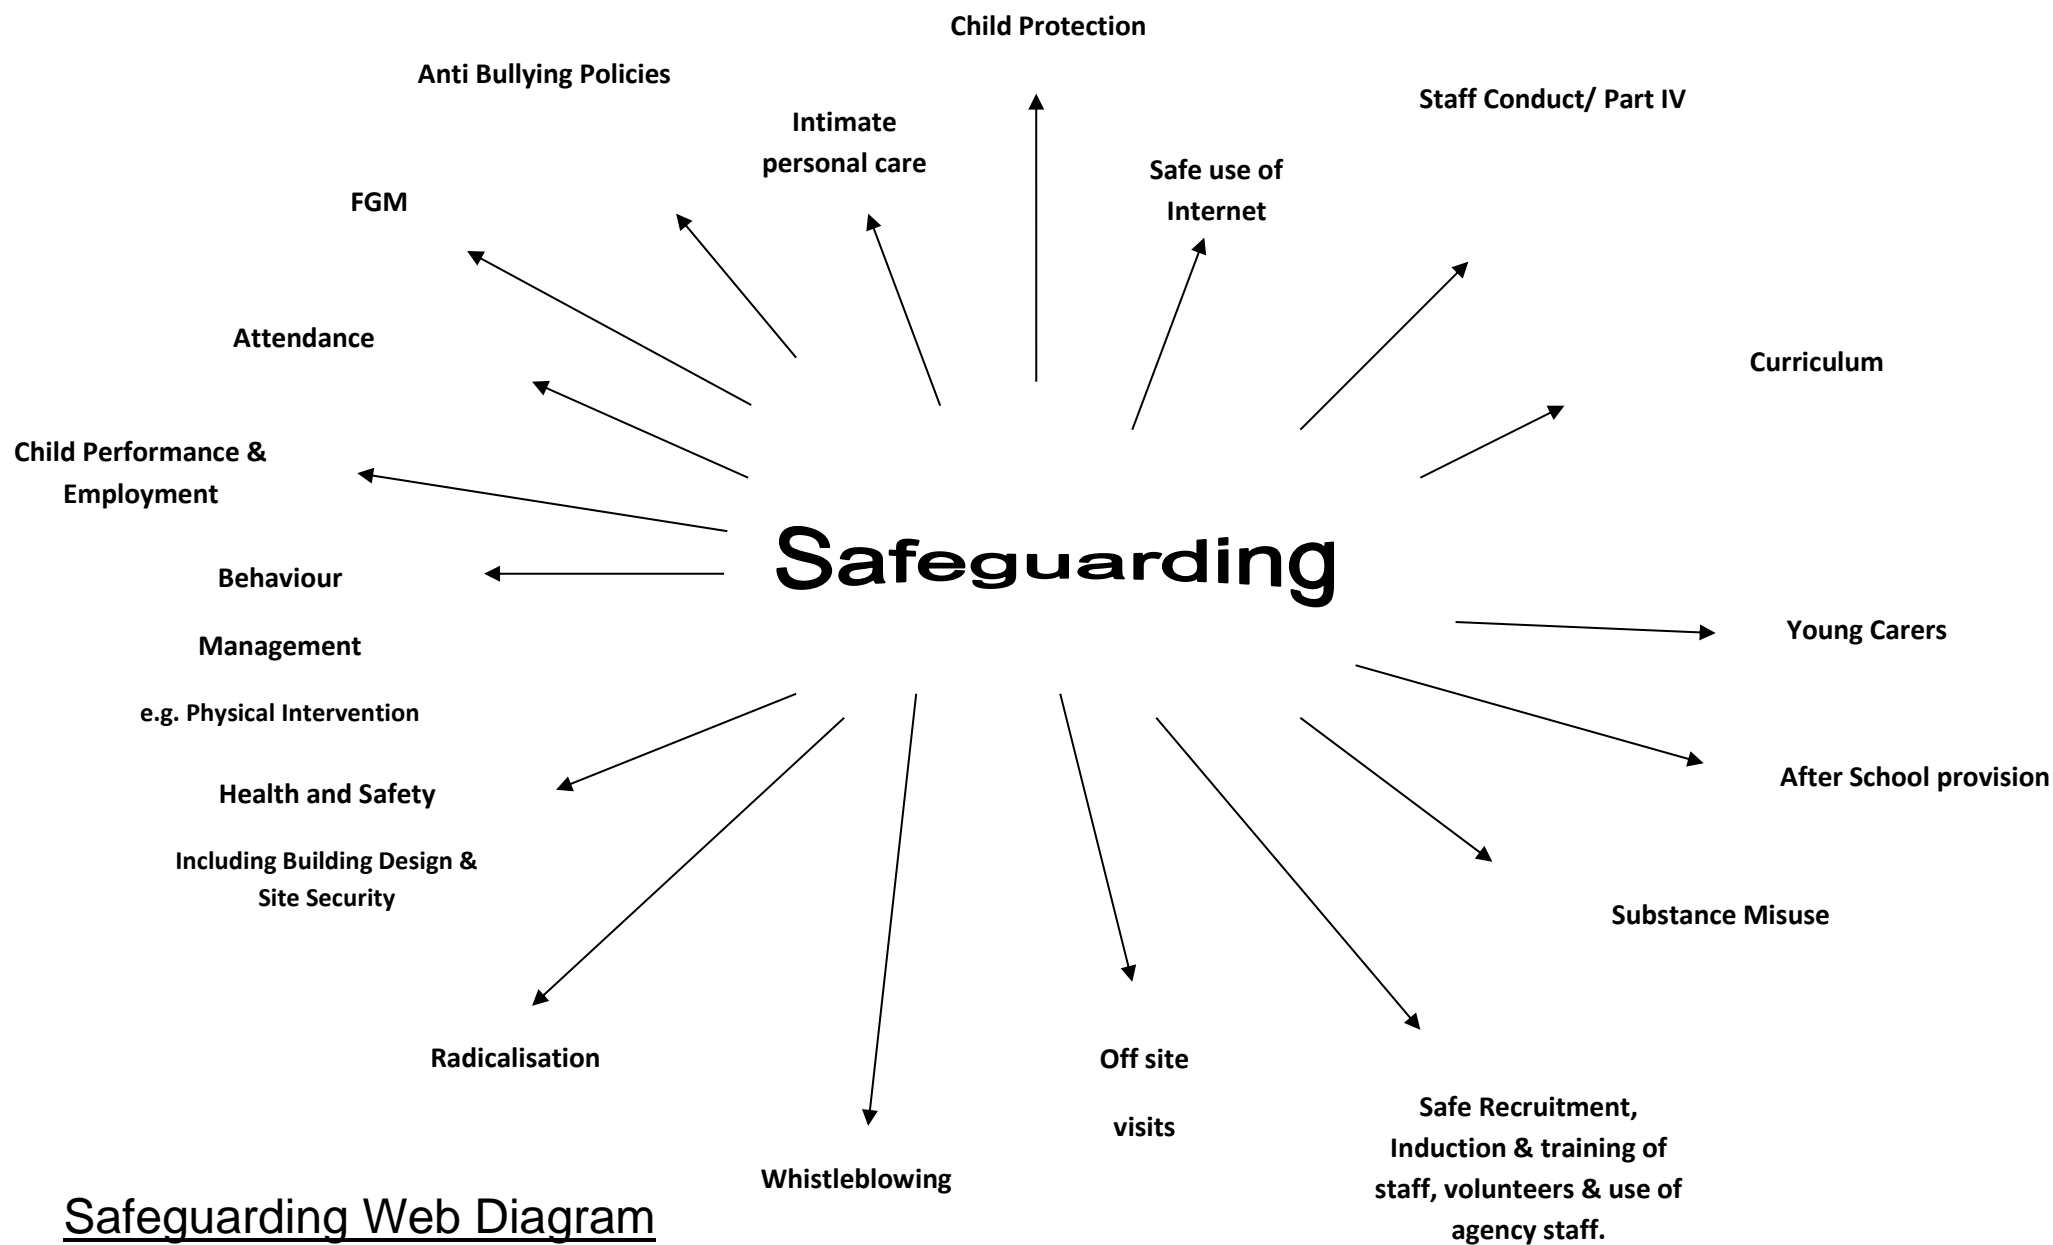 Child Protection
Anti Bullying Policies
Staff Conduct/ Part IV
Intimate
personal care
Safe use of
Internet
FGM
Attendance
Curriculum
Child Performance &
Employment
Safeguarding
Behaviour
Management
e.g. Physical Intervention
Young Carers
Health and Safety
Including Building Design &
Site Security
After School provision
Substance Misuse
Radicalisation
Off site
visits
Whistleblowing
Safe Recruitment,
Induction & training of
staff, volunteers & use of
agency staff.
Safeguarding Web Diagram